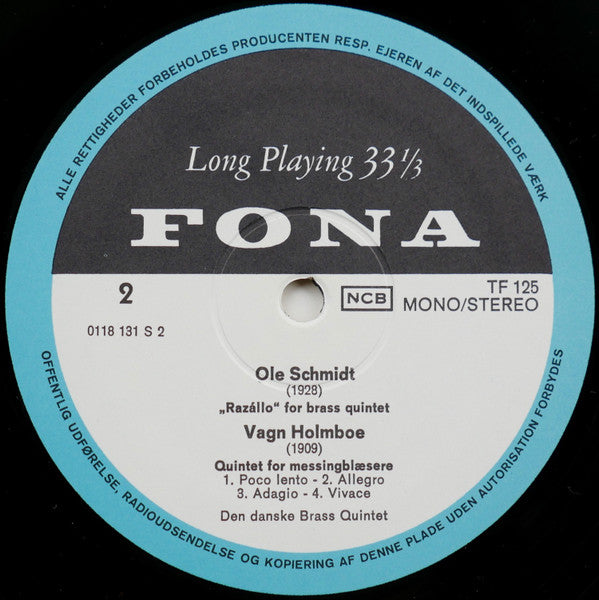 ALLE RETTIGHEDER FORBEHOLDES PRODUCENTEN RESP. EJEREN AF DET INDSPILLEDE VÆRK
Long Playing 33 1/3
FONA
2
NCB
TF 125
MONO/STEREO
0118 131 S 2
Ole Schmidt
(1928)
„Razállo“ for brass quintet
Vagn Holmboe
(1909)
Quintet for messingblæsere
1. Poco lento - 2. Allegro
3. Adagio - 4. Vivace
Den danske Brass Quintet
OFFENTLIG UDFØRELSE, RADIOUDSENDELSE OG KOPIERING AF DENNE PLADE UDEN AUTORISATION FORBYDES